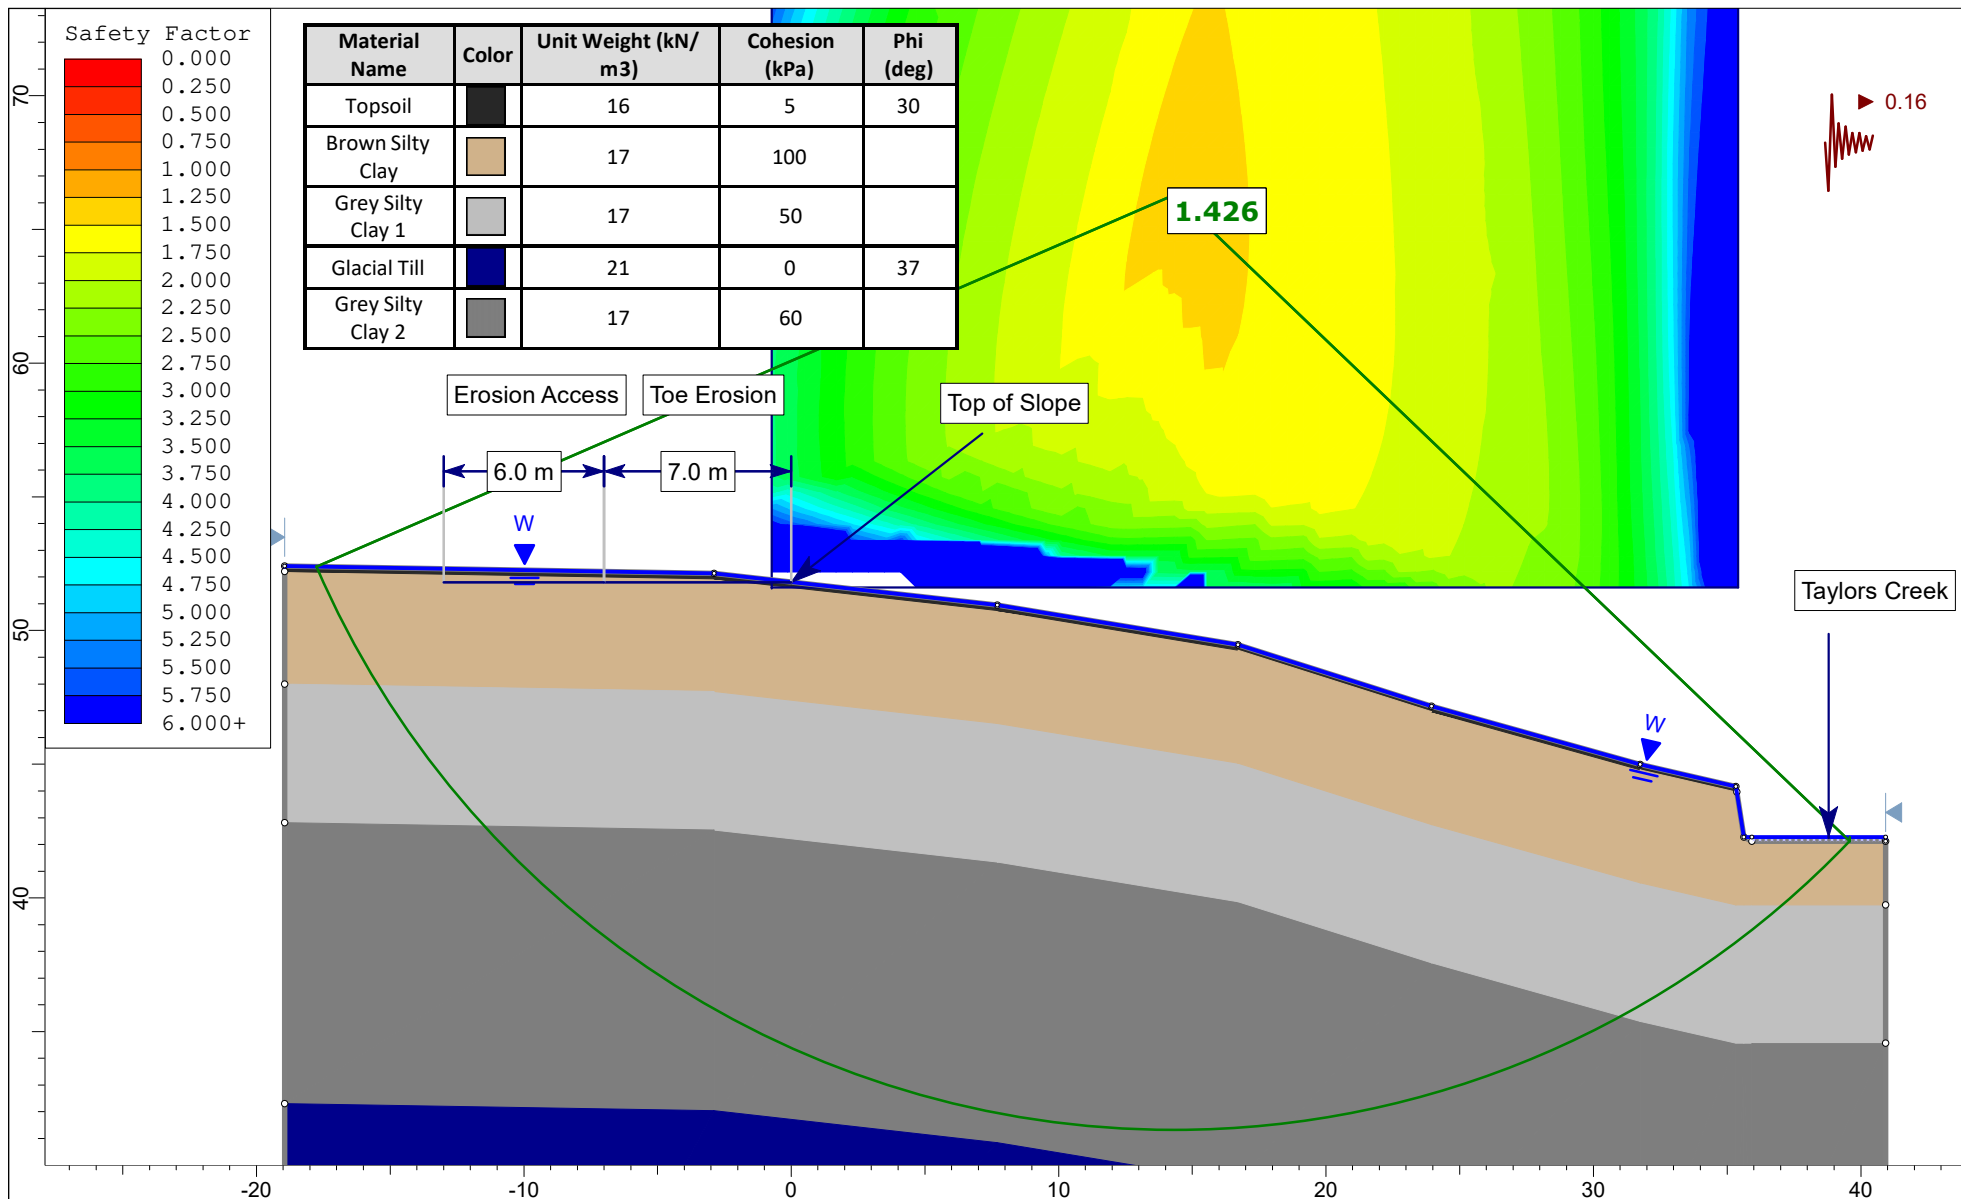 Safety Factor
0.000
0.250
0.500
0.750
1.000
1.250
1.500
1.750
2.000
2.250
2.500
2.750
3.000
3.250
3.500
3.750
4.000
4.250
4.500
4.750
5.000
5.250
5.500
5.750
6.000+
Material Name Color Unit Weight (kN/m3) Cohesion (kPa) Phi (deg)
Topsoil 16 5 30
Brown Silty Clay 17 100
Grey Silty Clay 1 17 50
Glacial Till 21 0 37
Grey Silty Clay 2 17 60
0.16
1.426
Erosion Access
Toe Erosion
Top of Slope
6.0 m
7.0 m
W
Taylors Creek
W
70
60
50
40
-20
-10
0
10
20
30
40